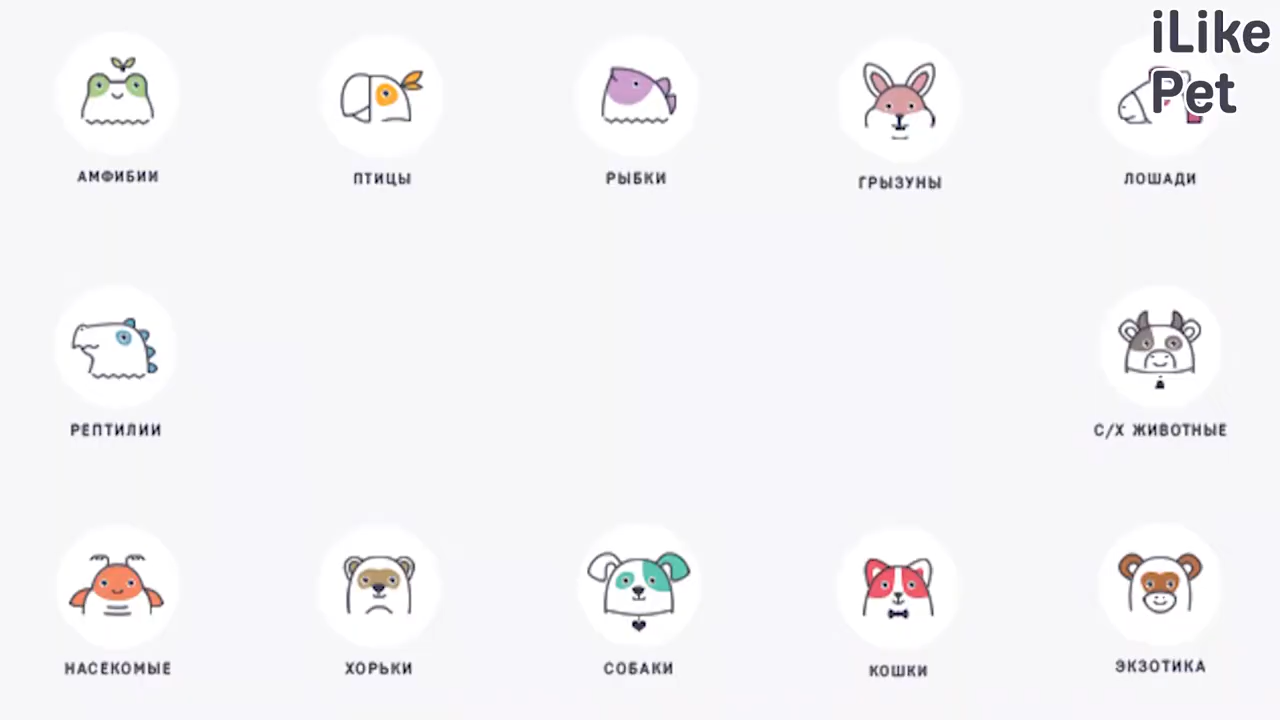 iLike
Pet
АМФИБИИ
ПТИЦЫ
РЫБКИ
ГРЫЗУНЫ
ЛОШАДИ
РЕПТИЛИИ
С/Х ЖИВОТНЫЕ
НАСЕКОМЫЕ
ХОРЬКИ
СОБАКИ
КОШКИ
ЭКЗОТИКА